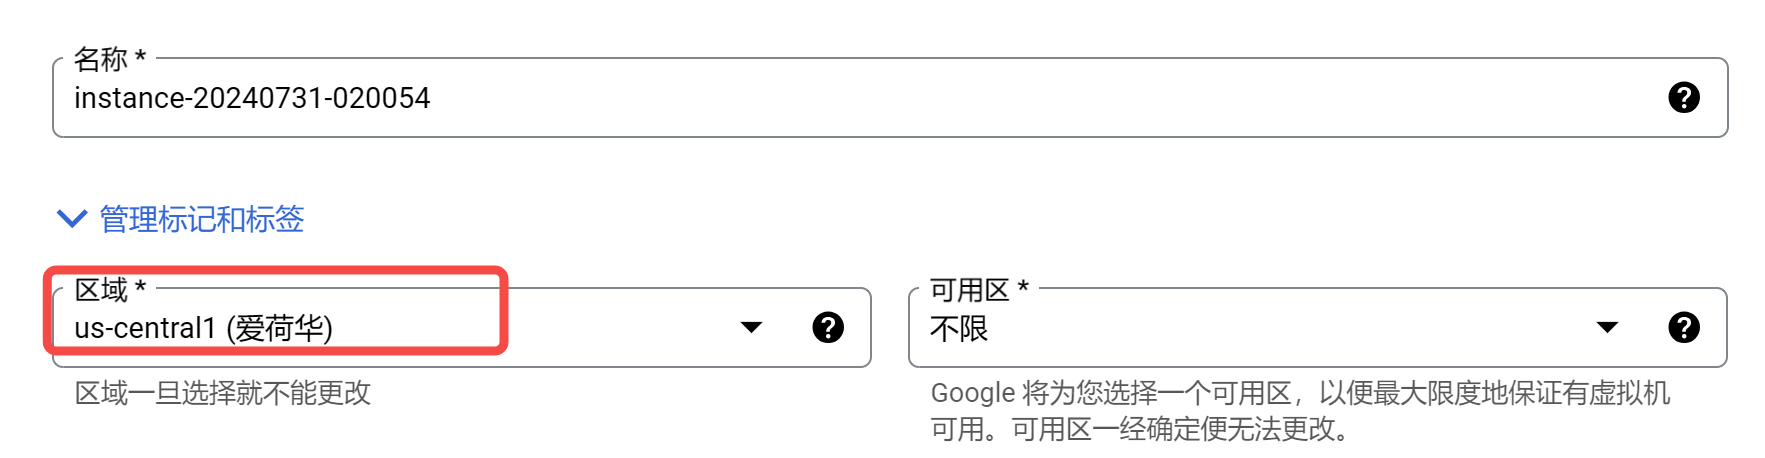 名称 *
instance-20240731-020054
管理标记和标签
区域 *
us-central1 (爱荷华)
区域一旦选择就不能更改
可用区 *
不限
Google 将为您选择一个可用区，以便最大限度地保证有虚拟机
可用。可用区一经确定便无法更改。